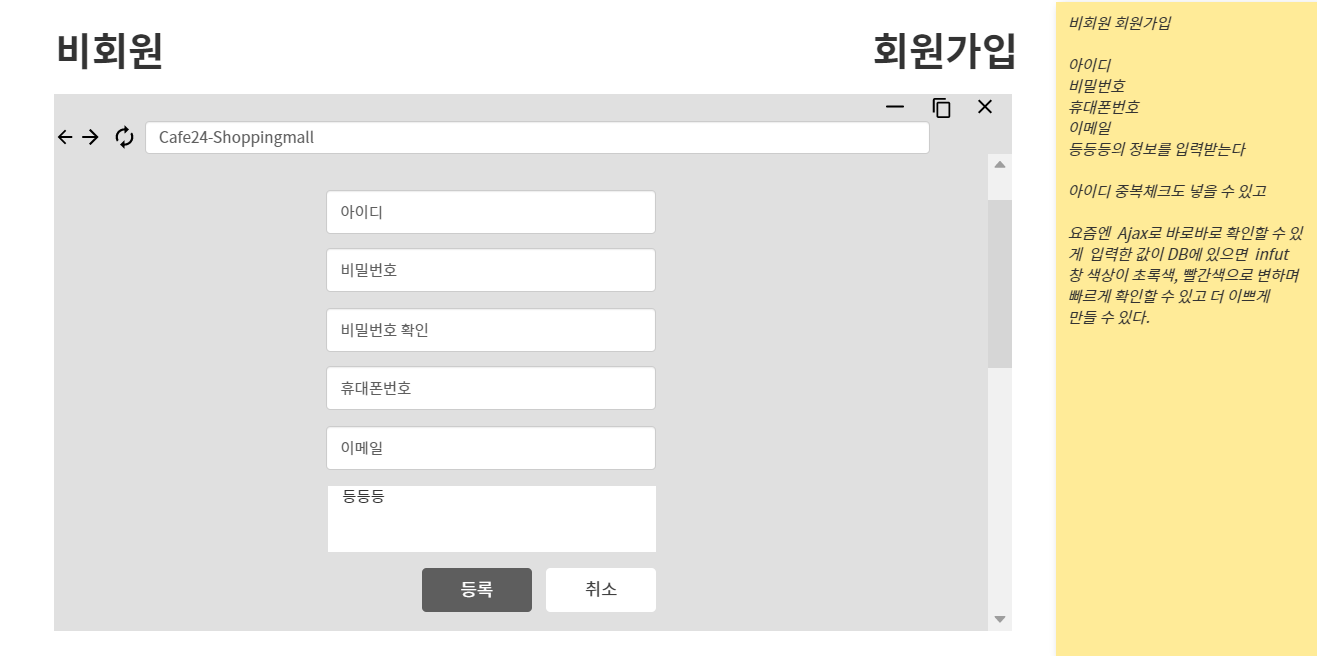 비회원
회원가입
Cafe24-Shoppingmall
아이디
비밀번호
비밀번호 확인
휴대폰번호
이메일
등등등
등록
취소
비회원 회원가입
아이디
비밀번호
휴대폰번호
이메일
등등등의 정보를 입력받는다
아이디 중복체크도 넣을 수 있고
요즘엔 Ajax로 바로바로 확인할 수 있
게 입력한 값이 DB에 있으면 infut
창 색상이 초록색, 빨간색으로 변하며
빠르게 확인할 수 있고 더 이쁘게
만들 수 있다.